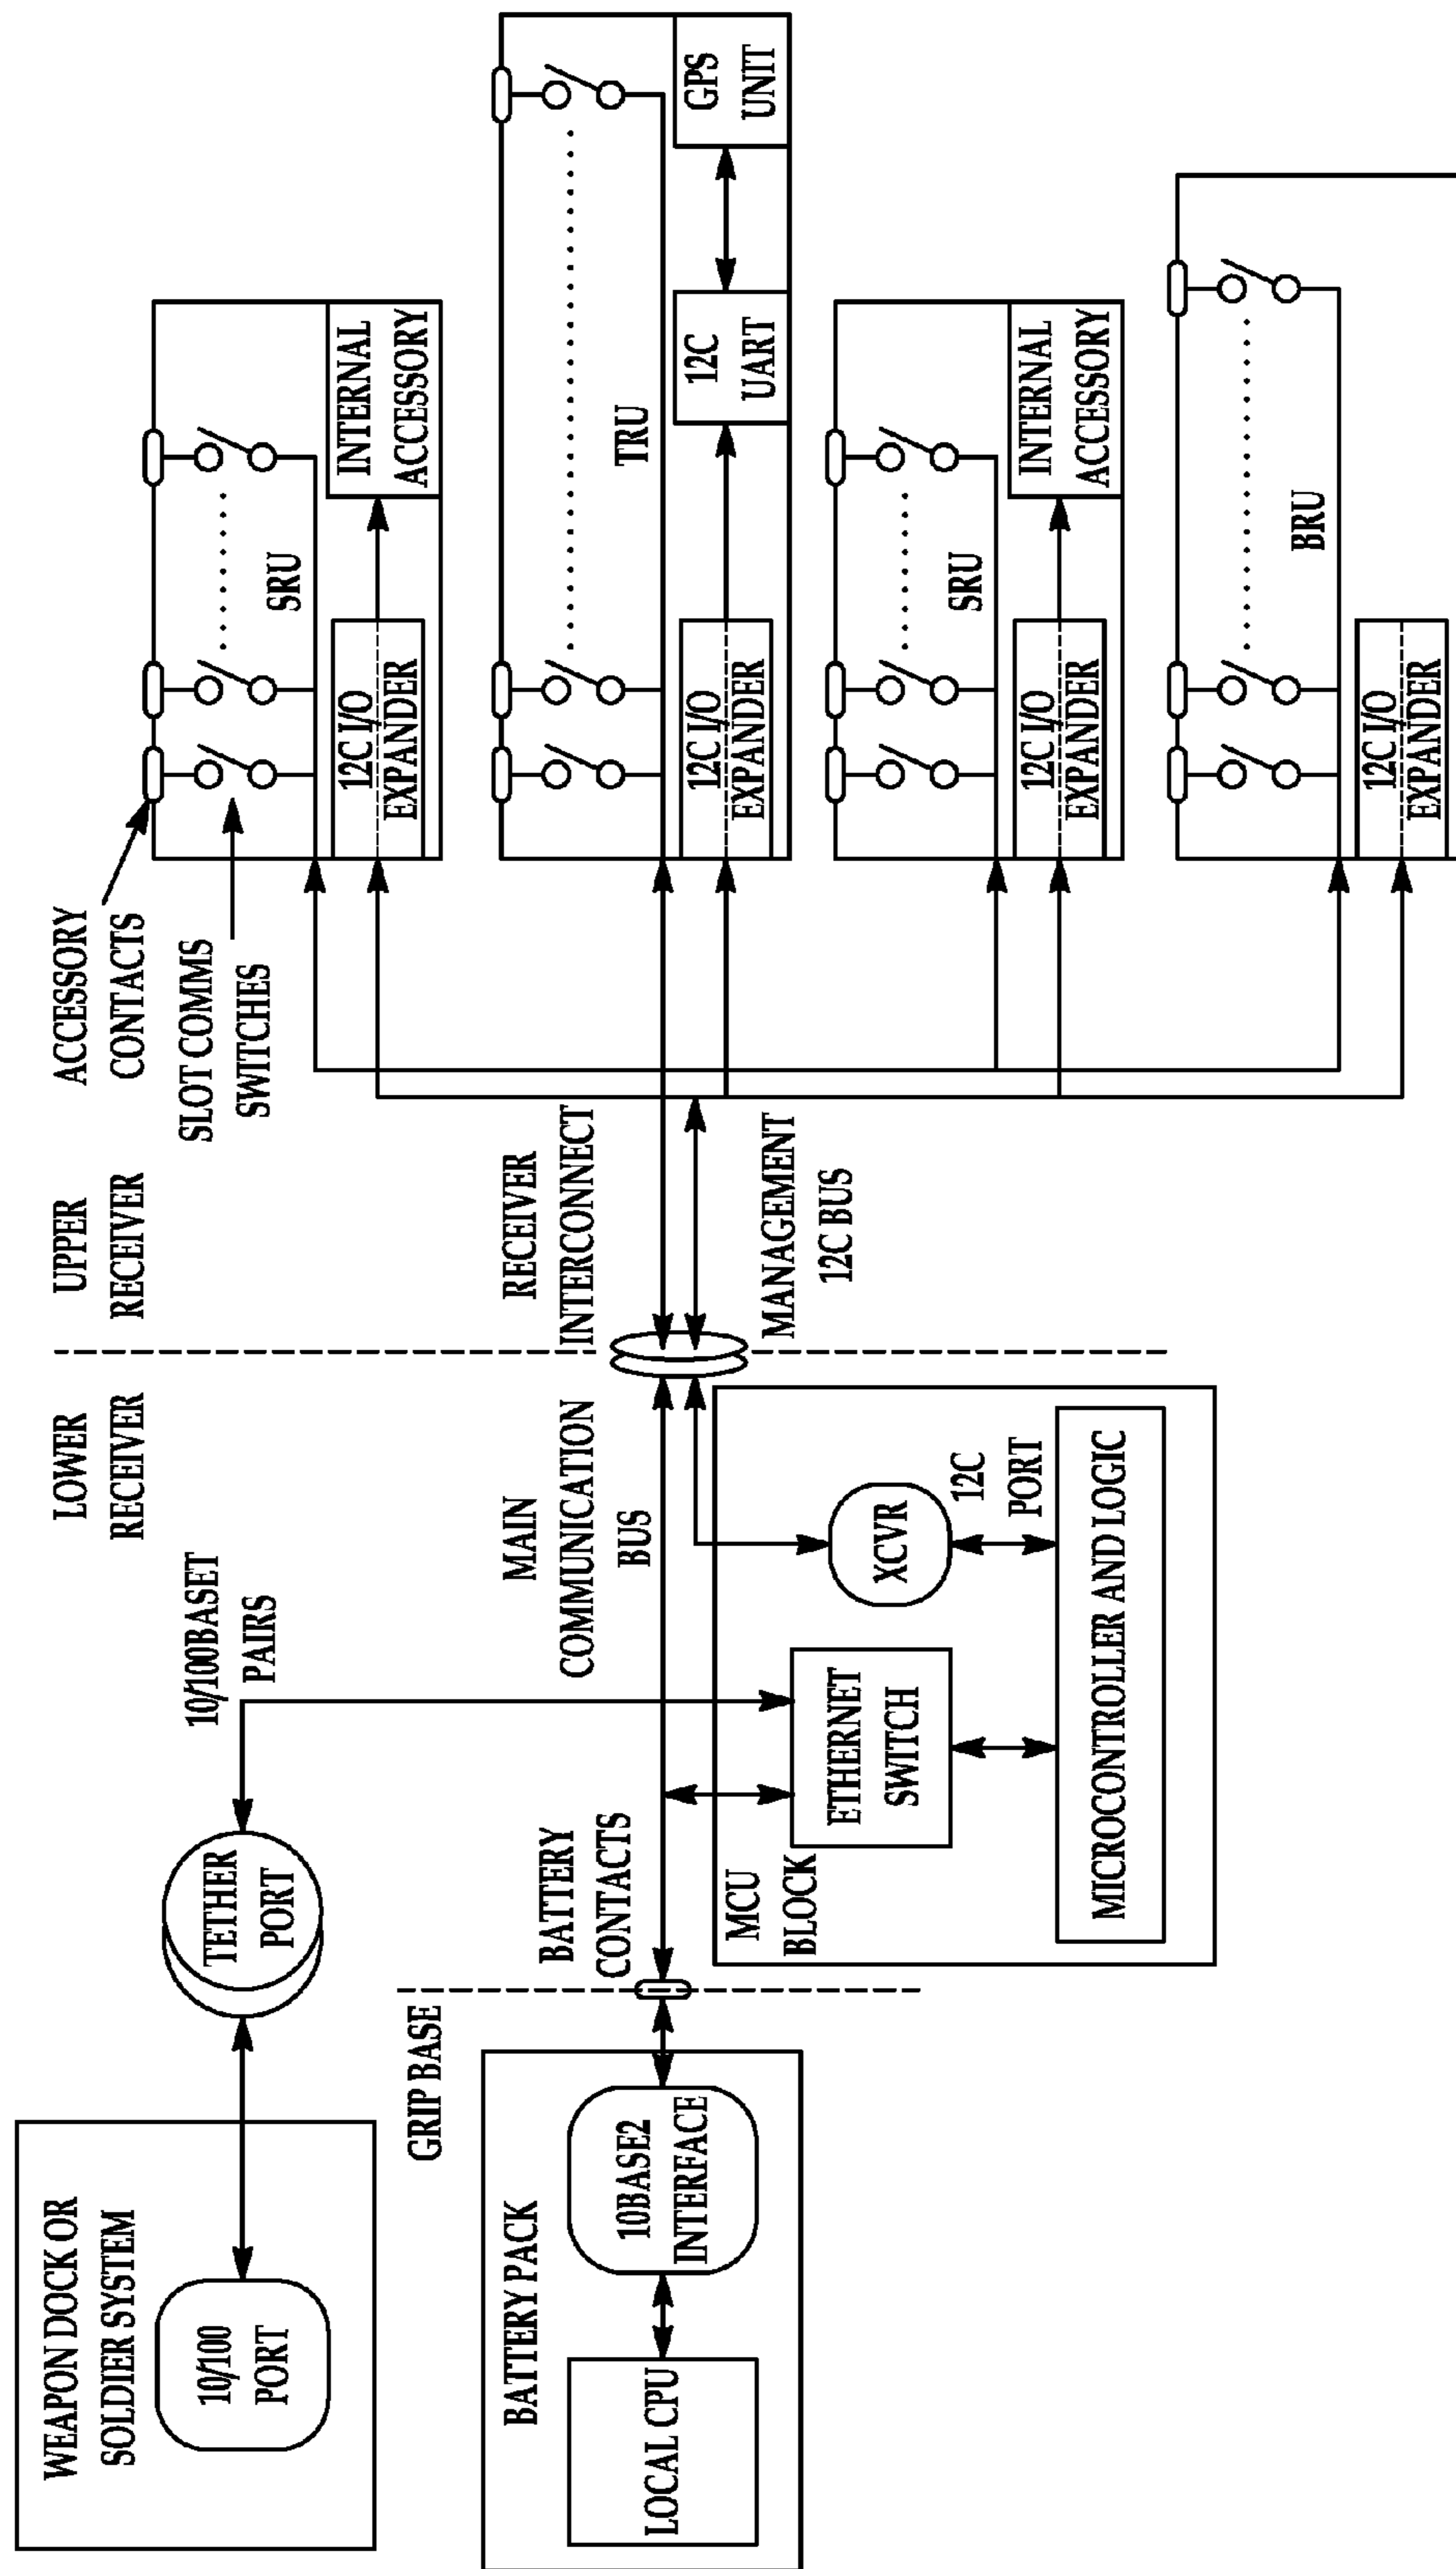 WEAPON DOCK OR
SOLDIER SYSTEM
10/100
PORT
TETHER
PORT
10/100BASET
PAIRS
LOWER
RECEIVER
UPPER
RECEIVER
ACCESSORY
CONTACTS
SLOT COMMS
SWITCHES
SRU
12C I/O
EXPANDER
INTERNAL
ACCESSORY
GRIP BASE
BATTERY PACK
LOCAL CPU
10BASE2
INTERFACE
BATTERY
CONTACTS
MAIN
COMMUNICATION
BUS
RECEIVER
INTERCONNECT
MANAGEMENT
12C BUS
TRU
12C I/O
EXPANDER
12C
UART
GPS
UNIT
MCU
BLOCK
ETHERNET
SWITCH
XCVR
12C
PORT
MICROCONTROLLER AND LOGIC
SRU
12C I/O
EXPANDER
INTERNAL
ACCESSORY
BRU
12C I/O
EXPANDER